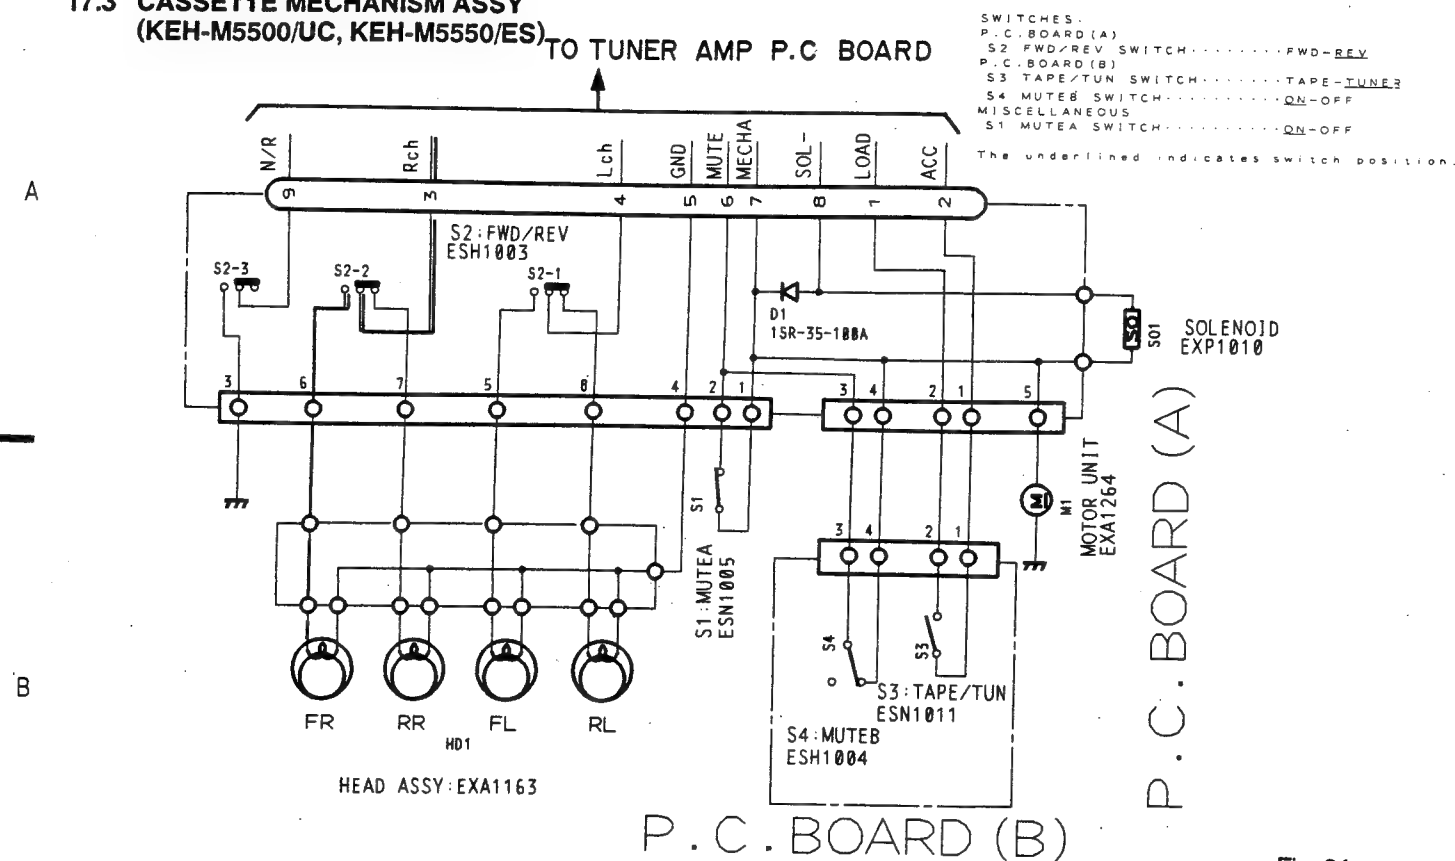 17.3 CASSETTE MECHANISM ASSY
(KEH-M5500/UC, KEH-M5550/ES)
TO TUNER AMP P.C BOARD
SWITCHES.
P.C.BOARD(A)
S2 FWD/REV SWITCH········FWD-REV
P.C.BOARD(B)
S3 TAPE/TUN SWITCH·······TAPE-TUNER
S4 MUTEB SWITCH··········ON-OFF
MISCELLANEOUS
S1 MUTEA SWITCH··········ON-OFF
The underlined indicates switch position.
N/R Rch Lch GND MUTE MECHA SOL- LOAD ACC
A
9 3 4 5 6 7 8 1 2
S2:FWD/REV
ESH1003
S2-3 S2-2 S2-1
D1
1SR-35-100A
SO1
SO1
SOLENOID
EXP1010
3 6 7 5 8 4 2 1 3 4 2 1 5
S1
S1:MUTEA
ESN1005
M
M1
MOTOR UNIT
EXA1264
P.C.BOARD (A)
3 4 2 1
S4
S3
S3:TAPE/TUN
ESN1011
S4:MUTEB
ESH1004
B
FR RR FL RL
HD1
HEAD ASSY:EXA1163
P.C.BOARD (B)